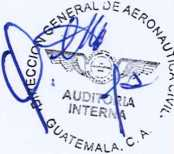 DIRECCION GENERAL DE AERONAUTICA CIVIL.
AUDITORIA
INTERNA
GUATEMALA, C. A.